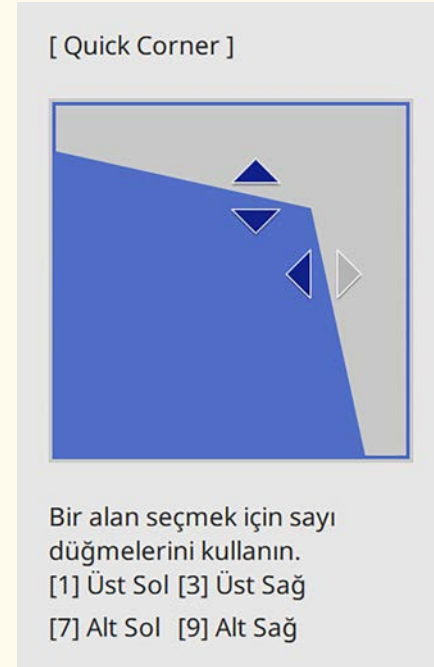 [ Quick Corner ]
Bir alan seçmek için sayı
düğmelerini kullanın.
[1] Üst Sol [3] Üst Sağ
[7] Alt Sol [9] Alt Sağ